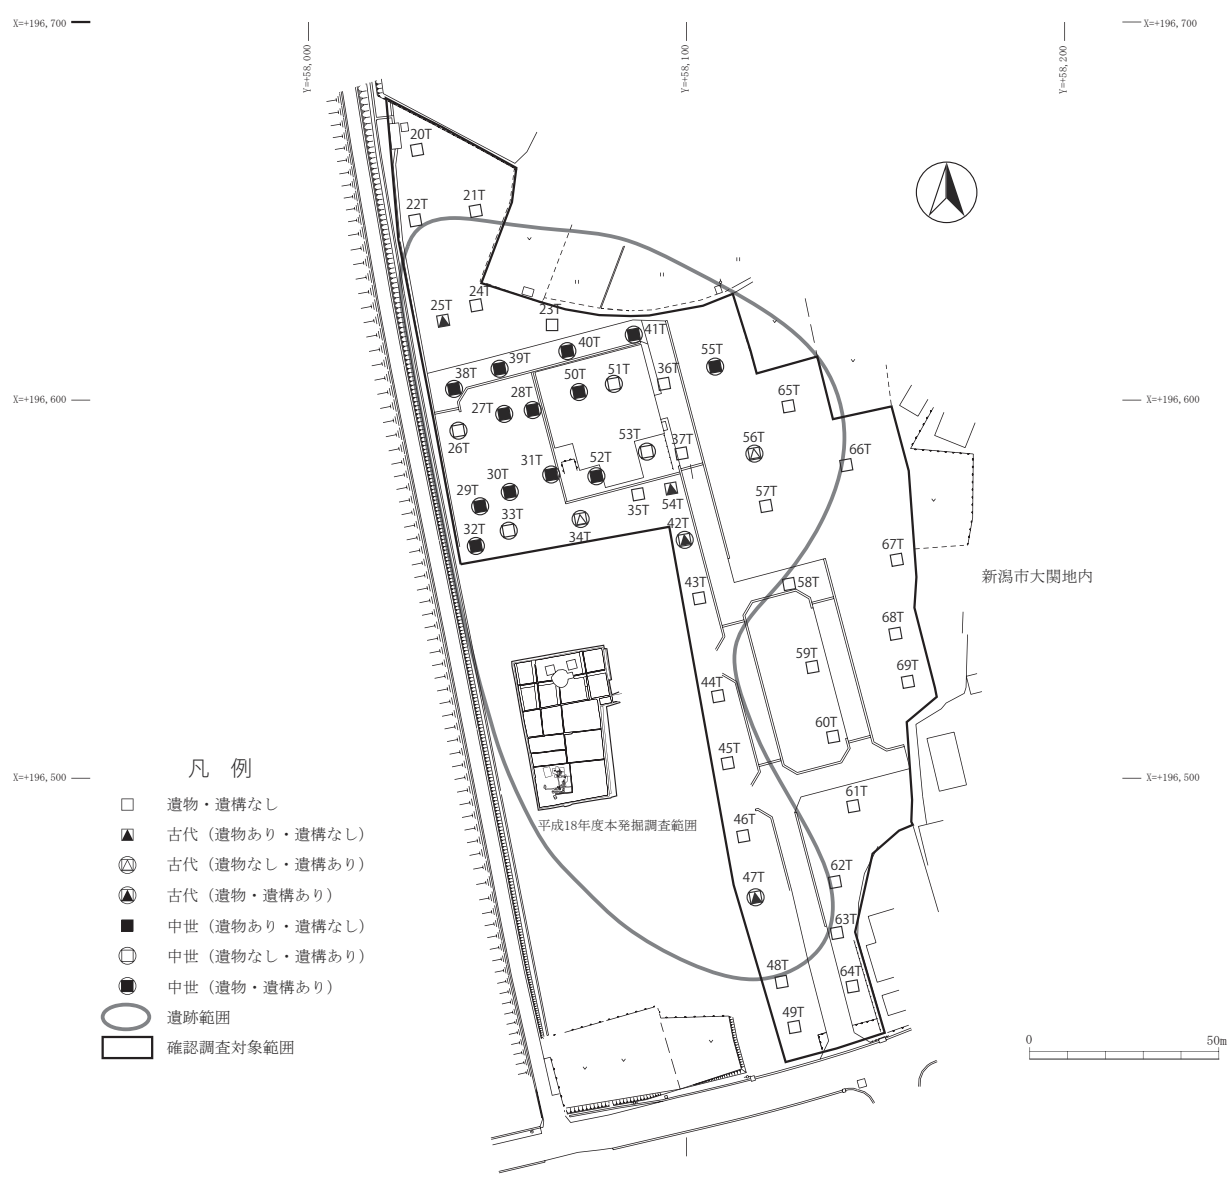 X=+196,700
Y=+58,000
Y=+58,100
Y=+58,200
X=+196,700
20T
21T
22T
24T
25T
23T
41T
40T
39T
38T
55T
51T
50T
36T
28T
27T
65T
X=+196,600
X=+196,600
26T
53T
37T
56T
66T
31T
52T
30T
29T
57T
33T
35T
54T
32T
34T
42T
67T
43T
58T
新潟市大関地内
68T
59T
69T
44T
60T
45T
X=+196,500
X=+196,500
61T
46T
平成18年度本発掘調査範囲
62T
47T
63T
48T
64T
49T
凡 例
遺物・遺構なし
古代（遺物あり・遺構なし）
古代（遺物なし・遺構あり）
古代（遺物・遺構あり）
中世（遺物あり・遺構なし）
中世（遺物なし・遺構あり）
中世（遺物・遺構あり）
遺跡範囲
確認調査対象範囲
0 50m